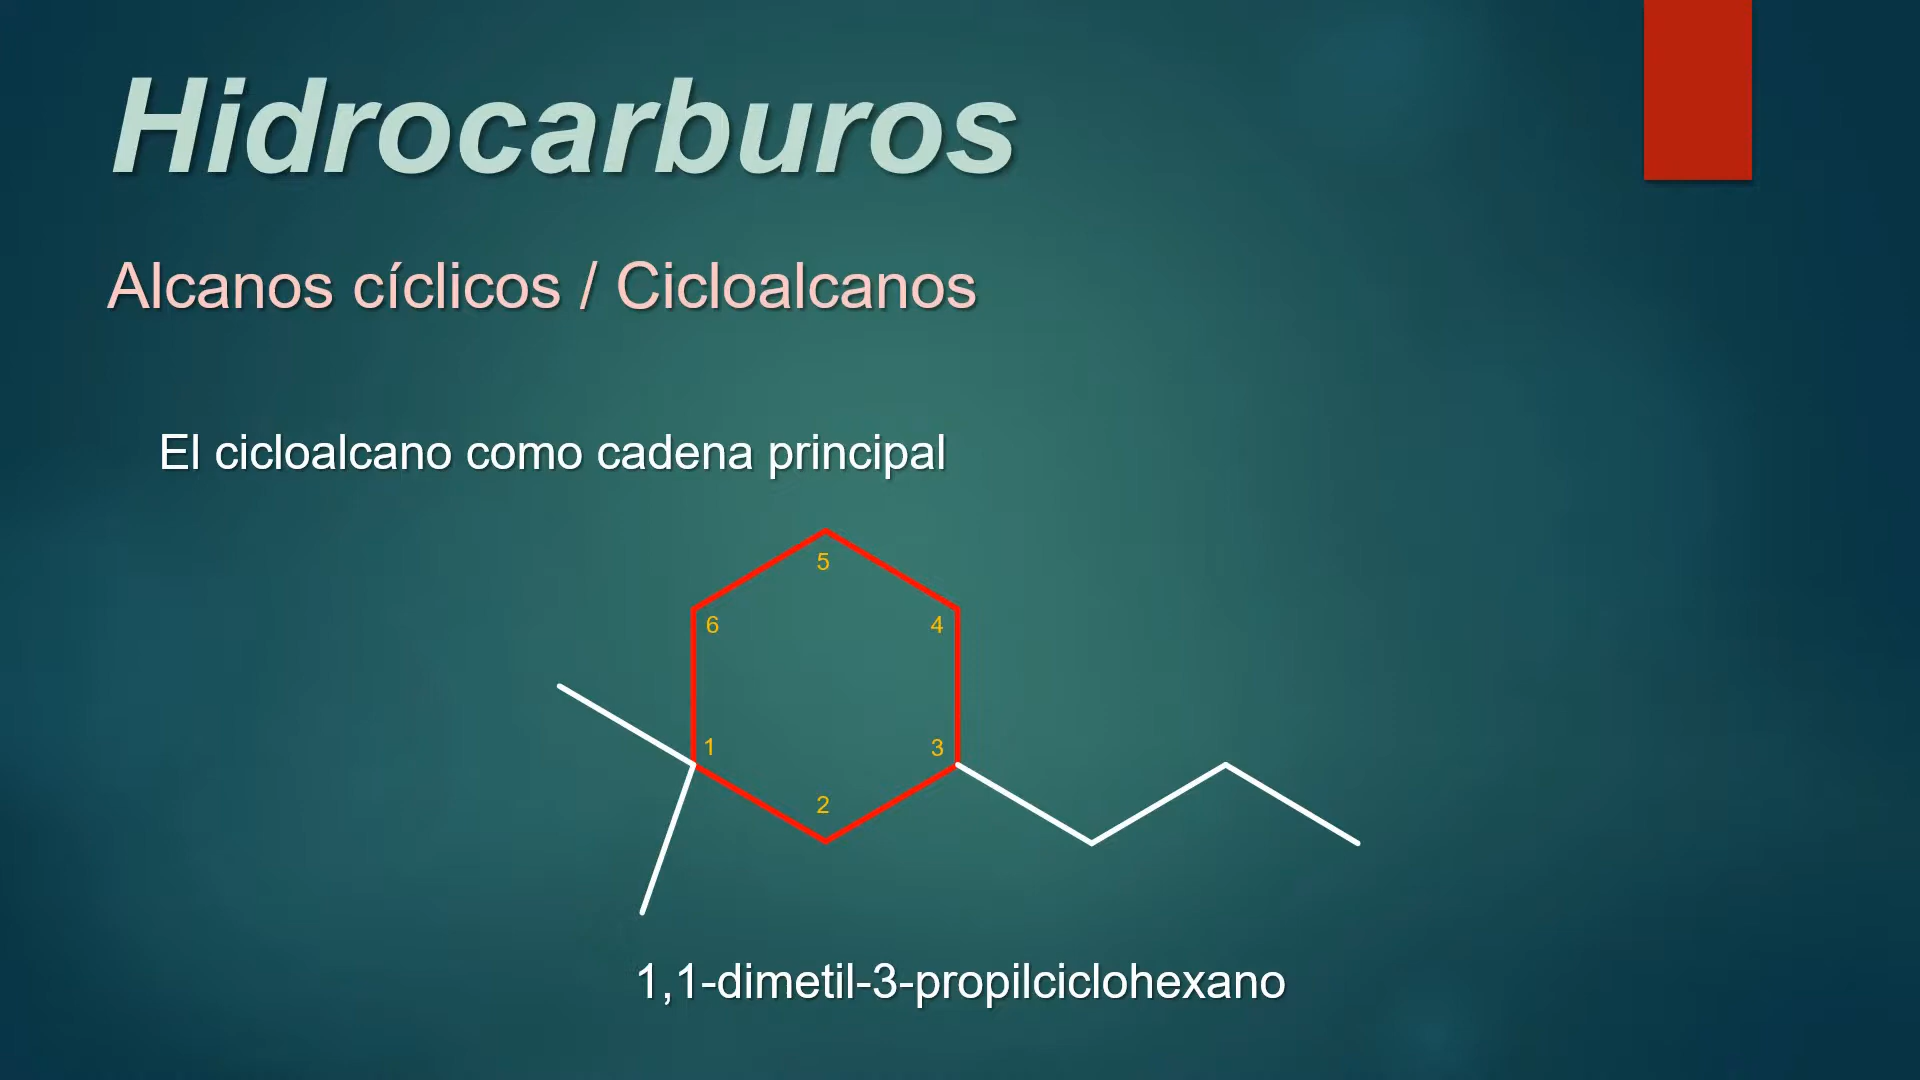 Hidrocarburos
Alcanos cíclicos / Cicloalcanos
El cicloalcano como cadena principal
5
6
4
1
3
2
1,1-dimetil-3-propilciclohexano